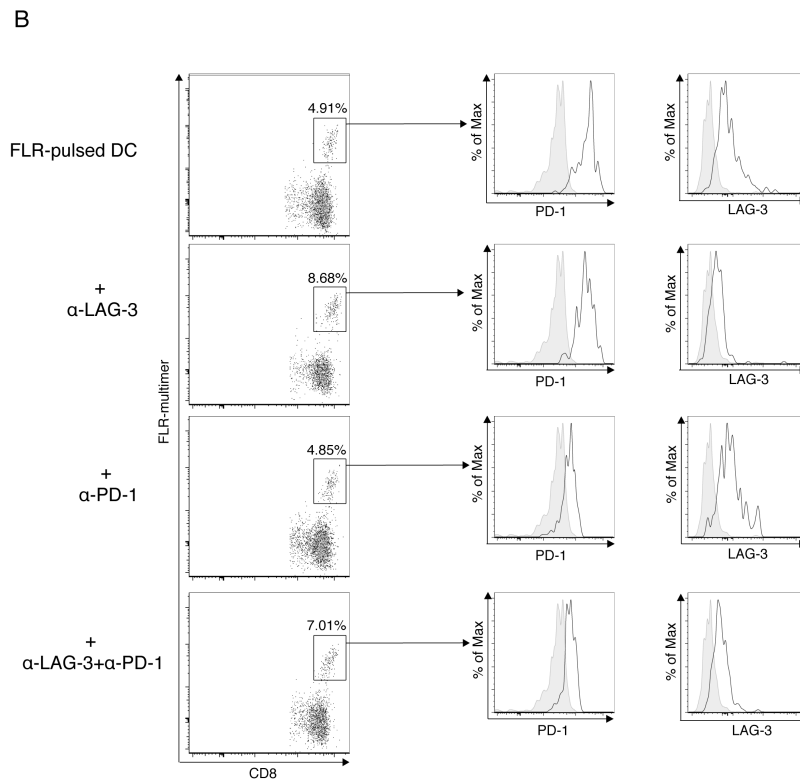 B
FLR-pulsed DC
4.91%
% of Max
PD-1
% of Max
LAG-3
+
α-LAG-3
8.68%
% of Max
PD-1
% of Max
LAG-3
FLR-multimer
+
α-PD-1
4.85%
% of Max
PD-1
% of Max
LAG-3
+
α-LAG-3+α-PD-1
7.01%
% of Max
PD-1
% of Max
LAG-3
CD8